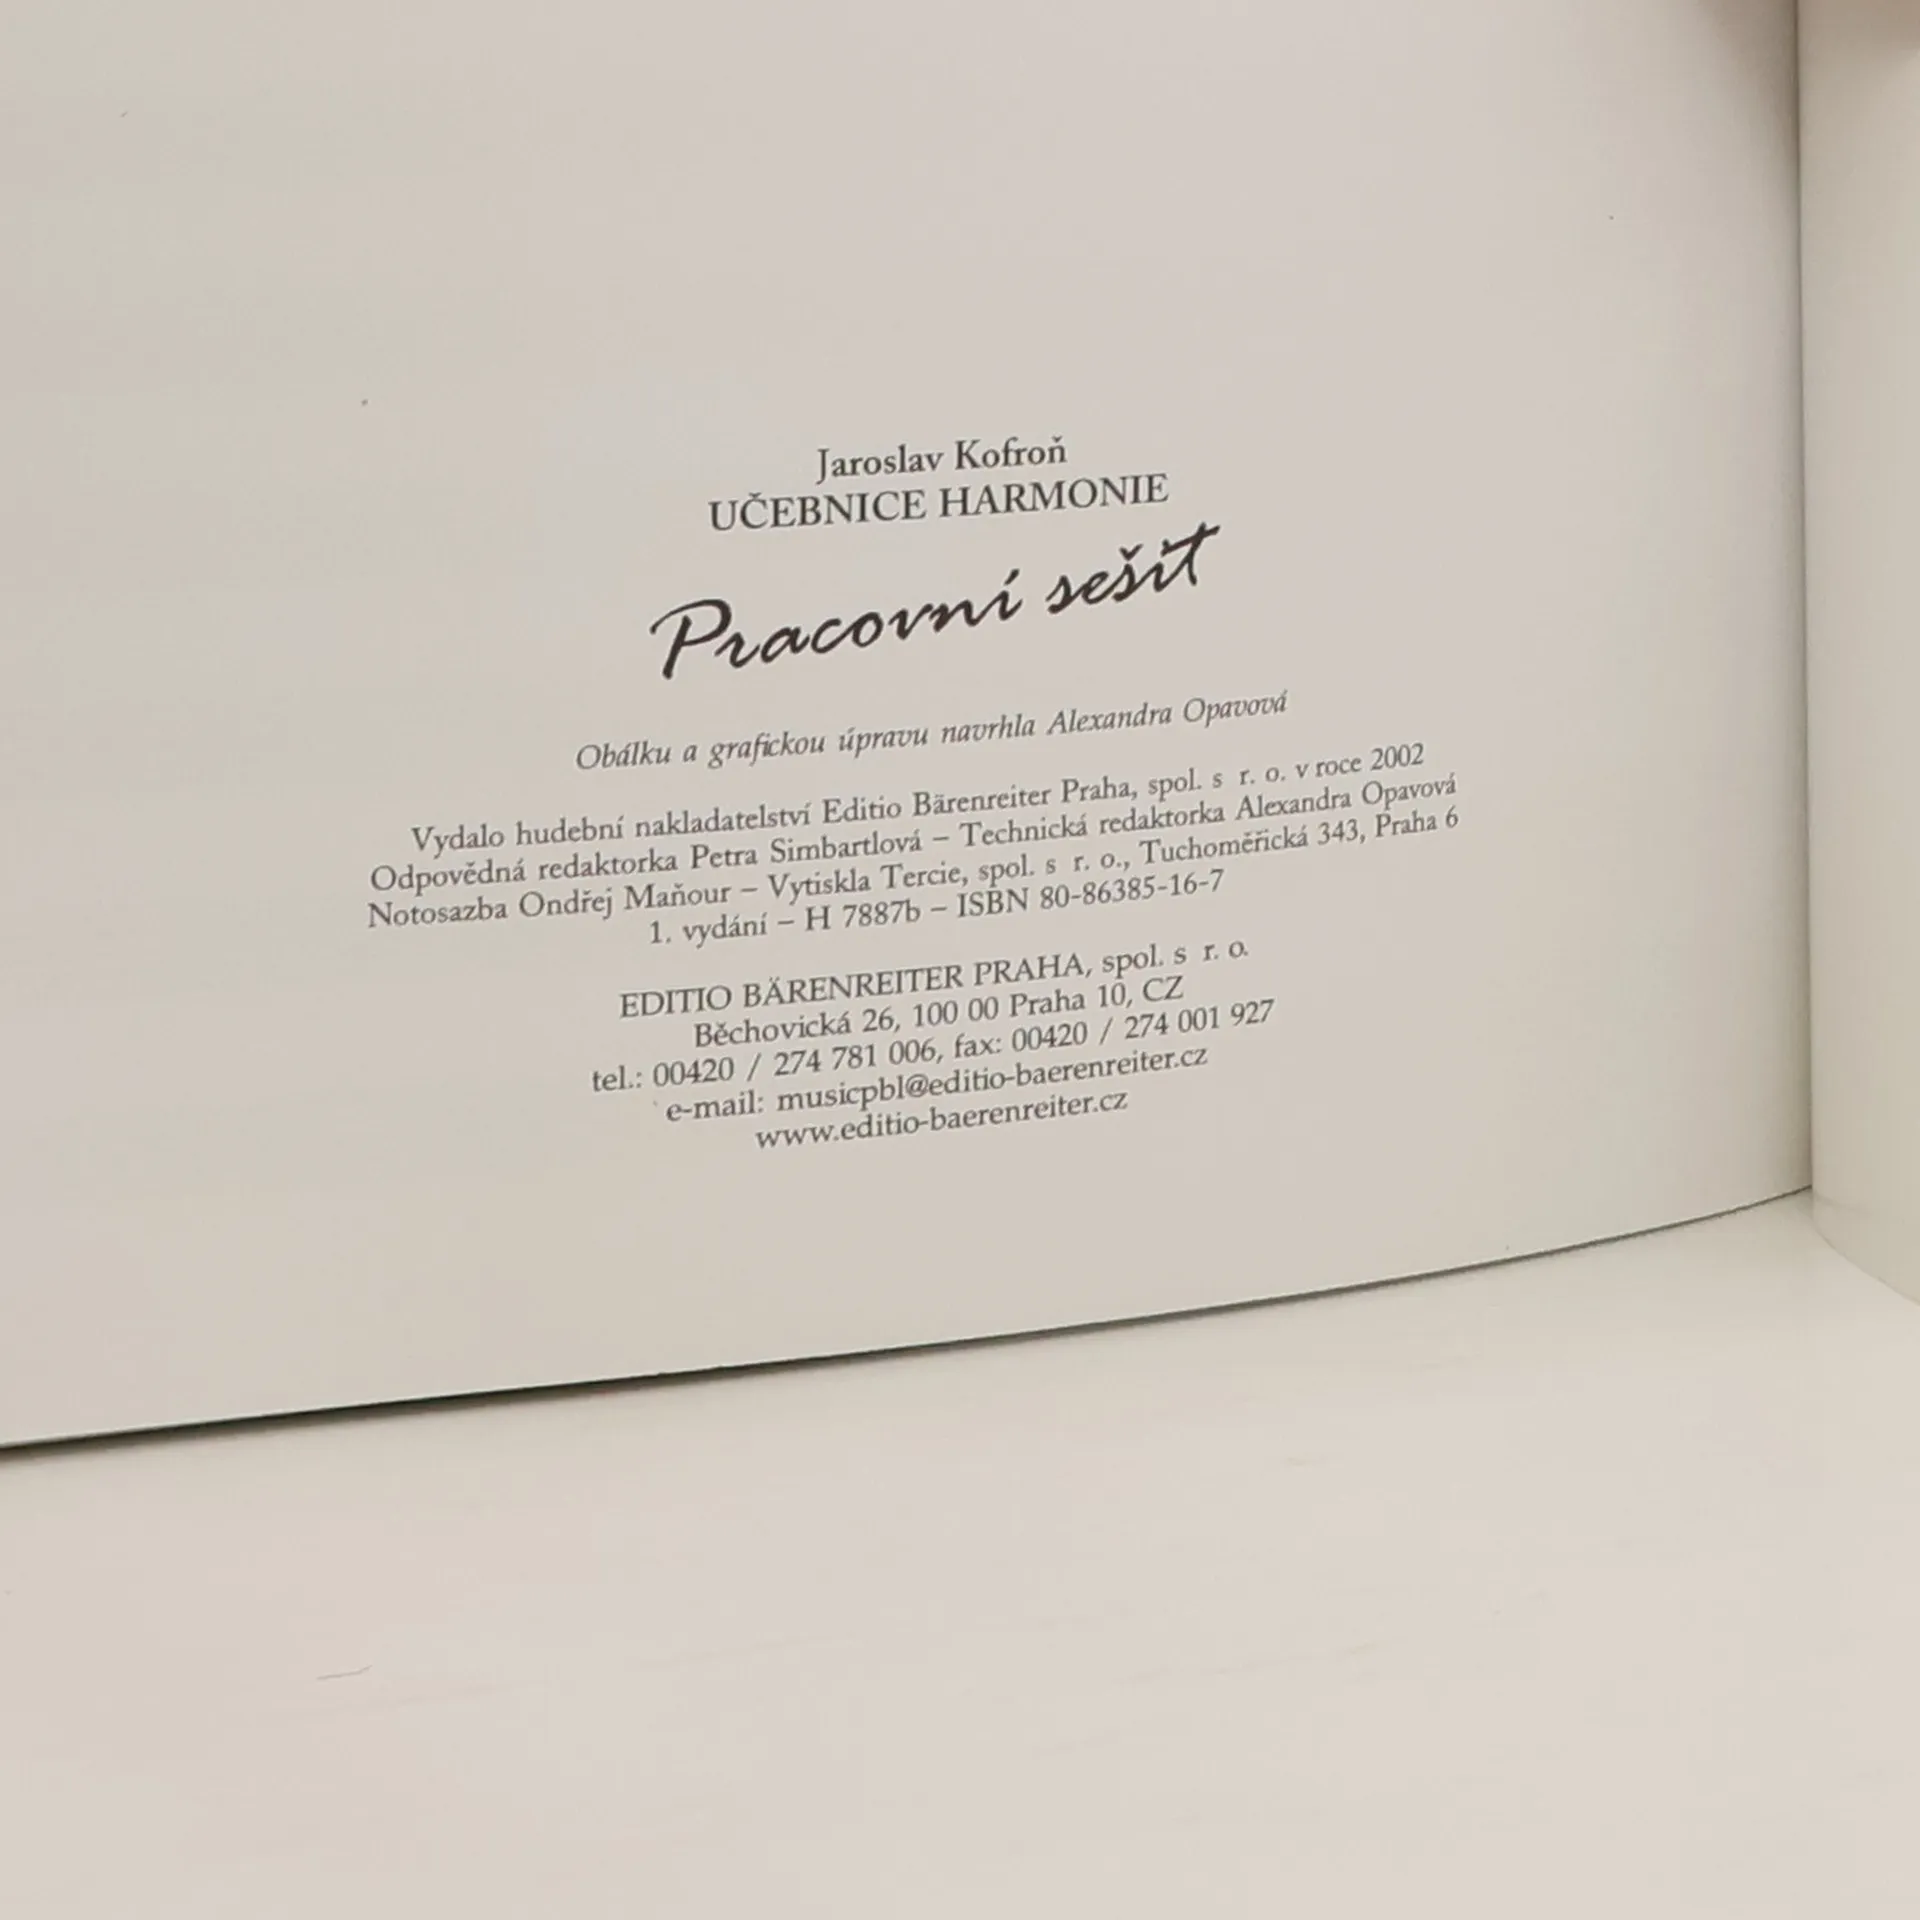 Jaroslav Kofroň
UČEBNICE HARMONIE
Pracovní sešit
Obálku a grafickou úpravu navrhla Alexandra Opavová
Vydalo hudební nakladatelství Editio Bärenreiter Praha, spol. s r. o. v roce 2002
Odpovědná redaktorka Petra Simbartlová – Technická redaktorka Alexandra Opavová
Notosazba Ondřej Maňour – Vytiskla Tercie, spol. s r. o., Tuchoměřická 343, Praha 6
1. vydání – H 7887b – ISBN 80-86385-16-7
EDITIO BÄRENREITER PRAHA, spol. s r. o.
Běchovická 26, 100 00 Praha 10, CZ
tel.: 00420 / 274 781 006, fax: 00420 / 274 001 927
e-mail: musicpbl@editio-baerenreiter.cz
www.editio-baerenreiter.cz